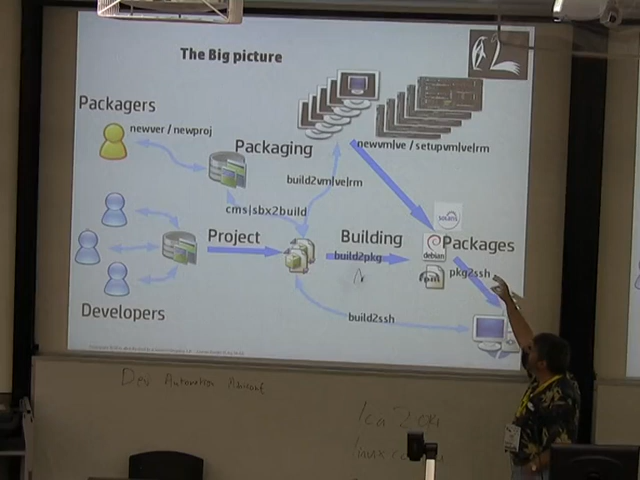 The Big picture
Packagers
newver / newproj
Packaging
newvm|ve / setupvm|ve|rm
build2vm|ve|rm
cms|sbx2build
Project
Building
Packages
build2pkg
debian
rpm
pkg2ssh
Developers
build2ssh
Dev Automation